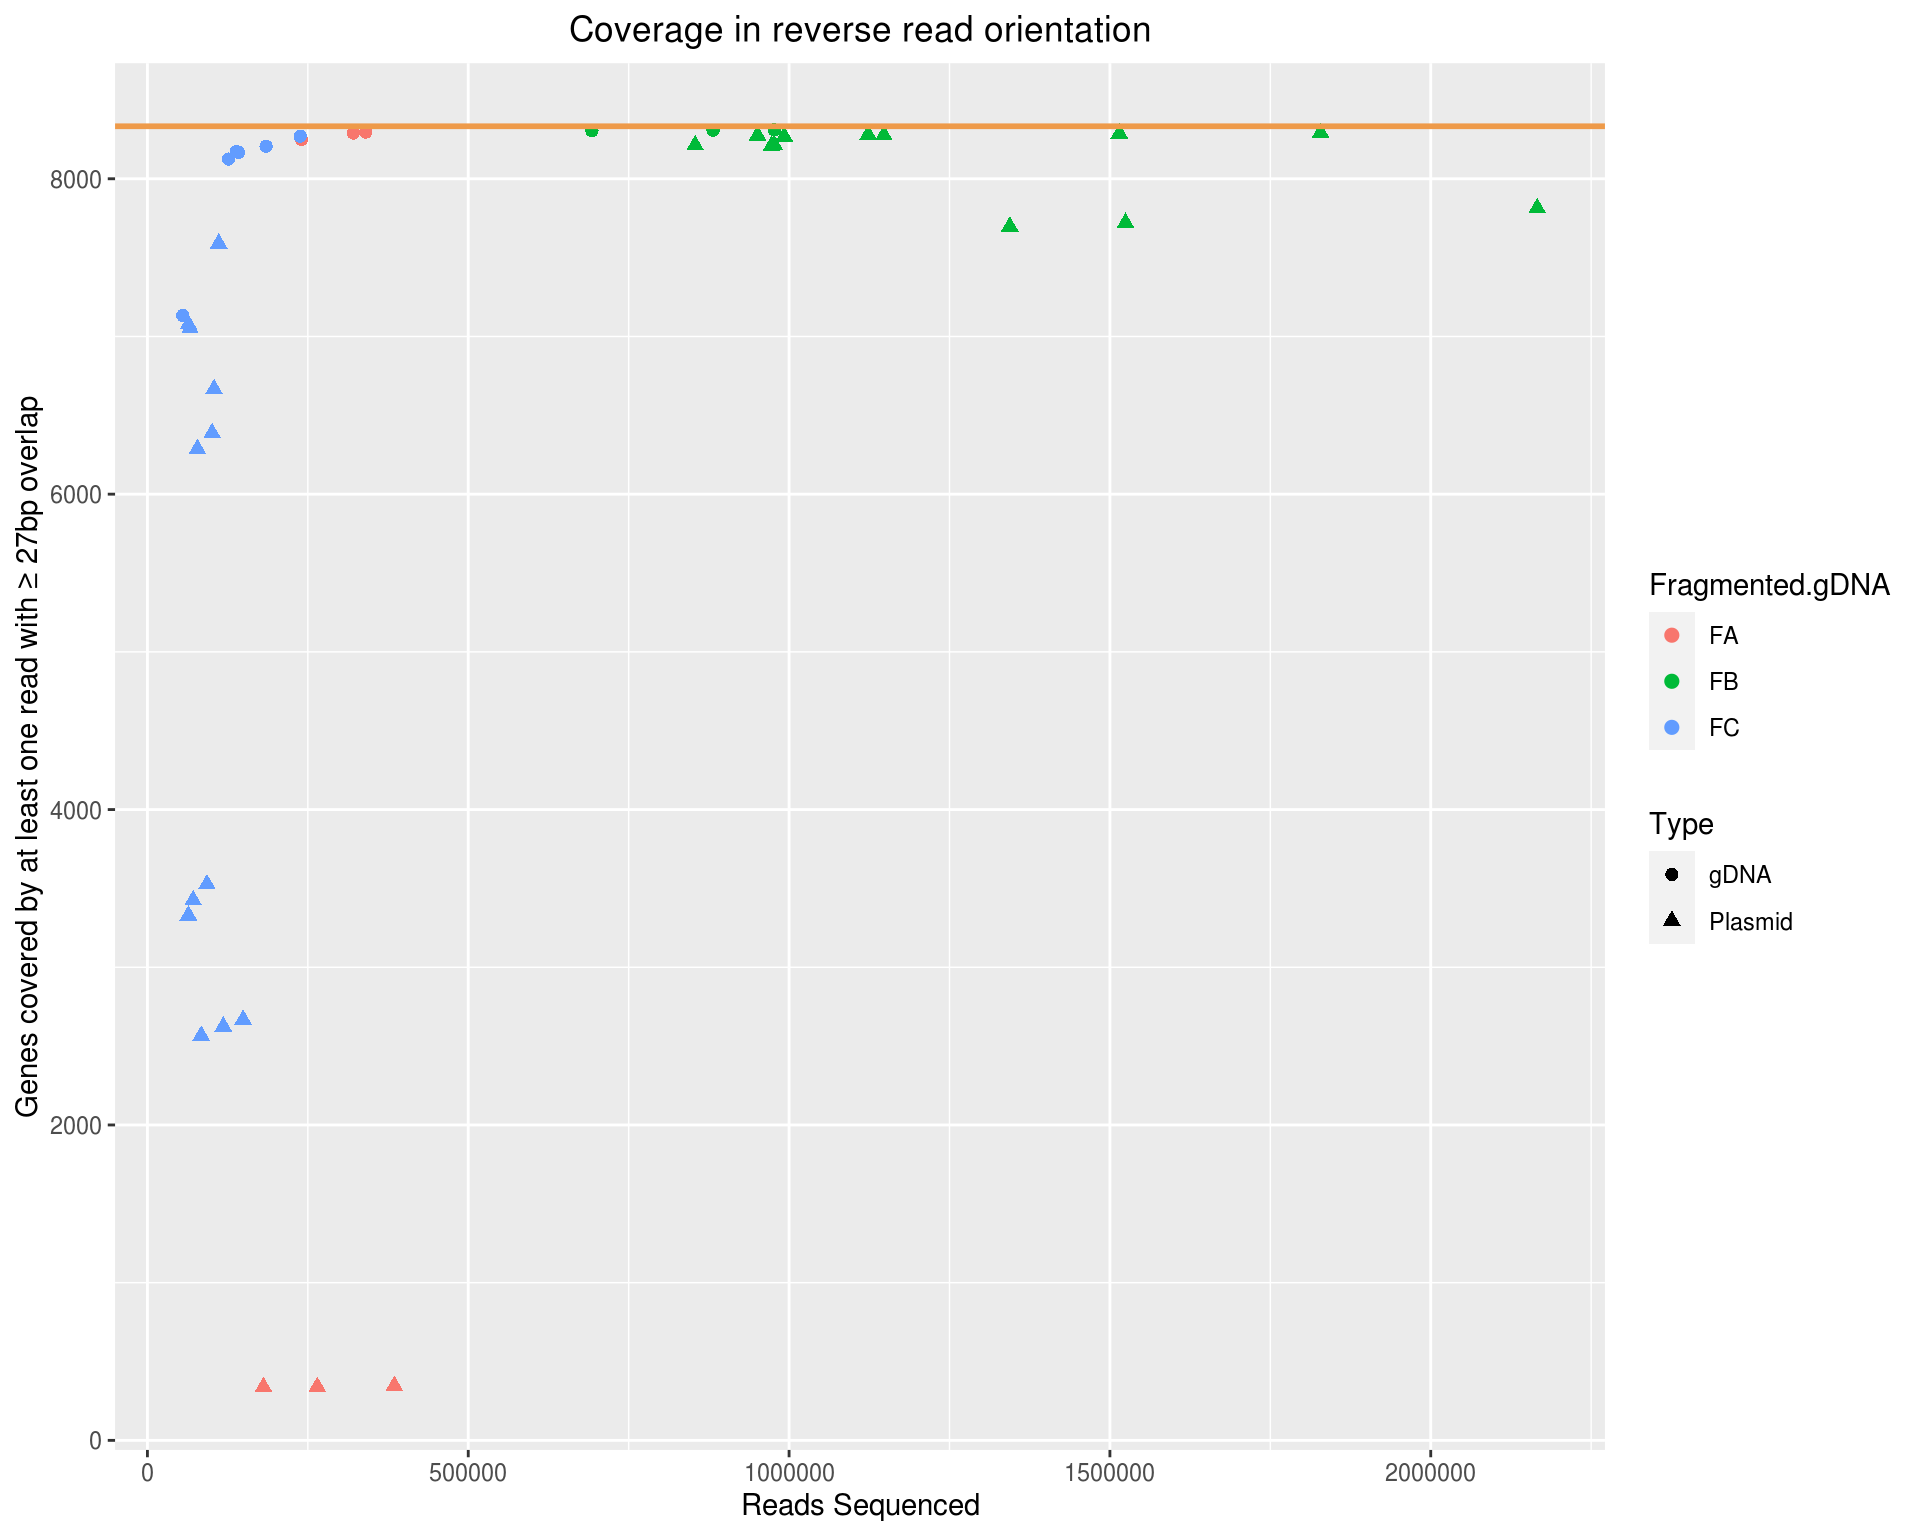 Coverage in reverse read orientation
Genes covered by at least one read with ≥ 27bp overlap
8000
6000
4000
2000
0
0 500000 1000000 1500000 2000000
Reads Sequenced
Fragmented.gDNA
FA
FB
FC
Type
gDNA
Plasmid